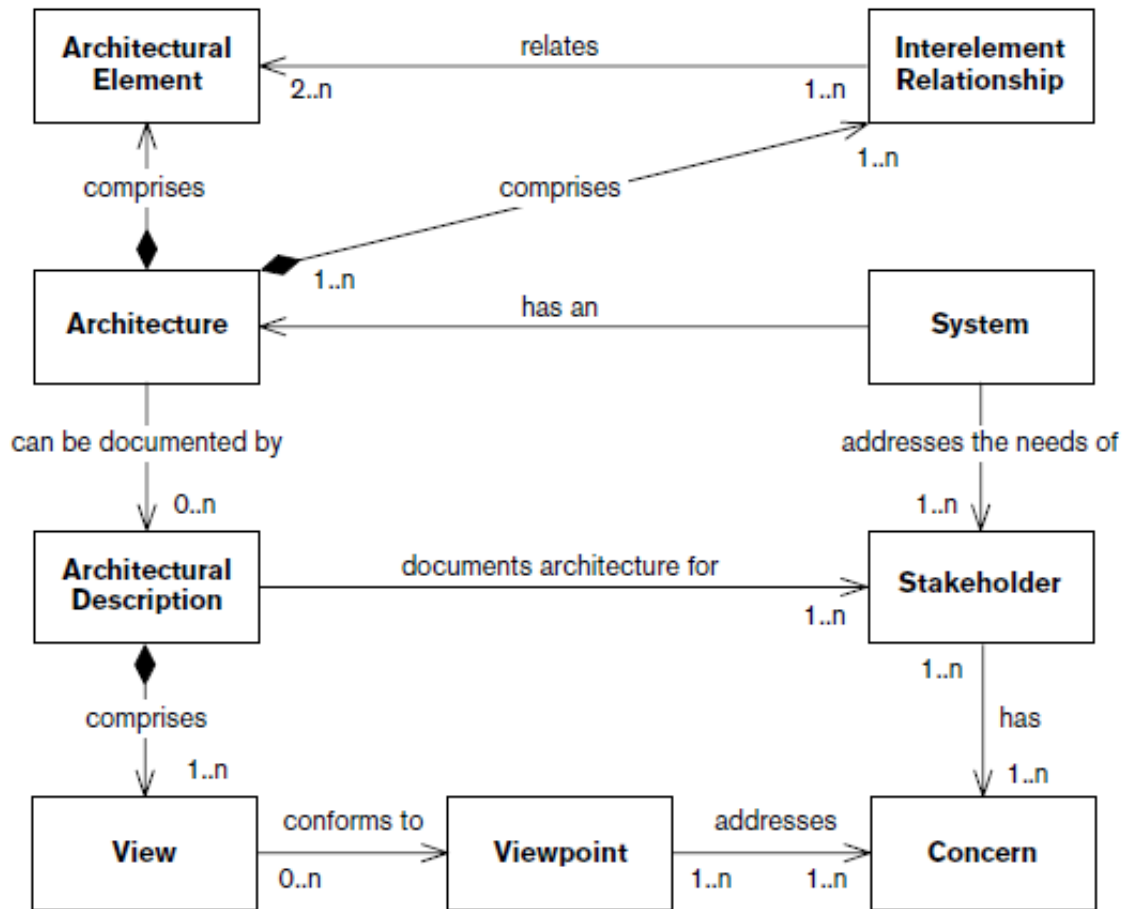 Architectural
Element
relates
2..n
1..n
Interelement
Relationship
comprises
comprises
1..n
1..n
Architecture
has an
System
can be documented by
addresses the needs of
0..n
1..n
Architectural
Description
documents architecture for
1..n
Stakeholder
1..n
comprises
has
1..n
1..n
View
conforms to
0..n
Viewpoint
addresses
1..n
1..n
Concern